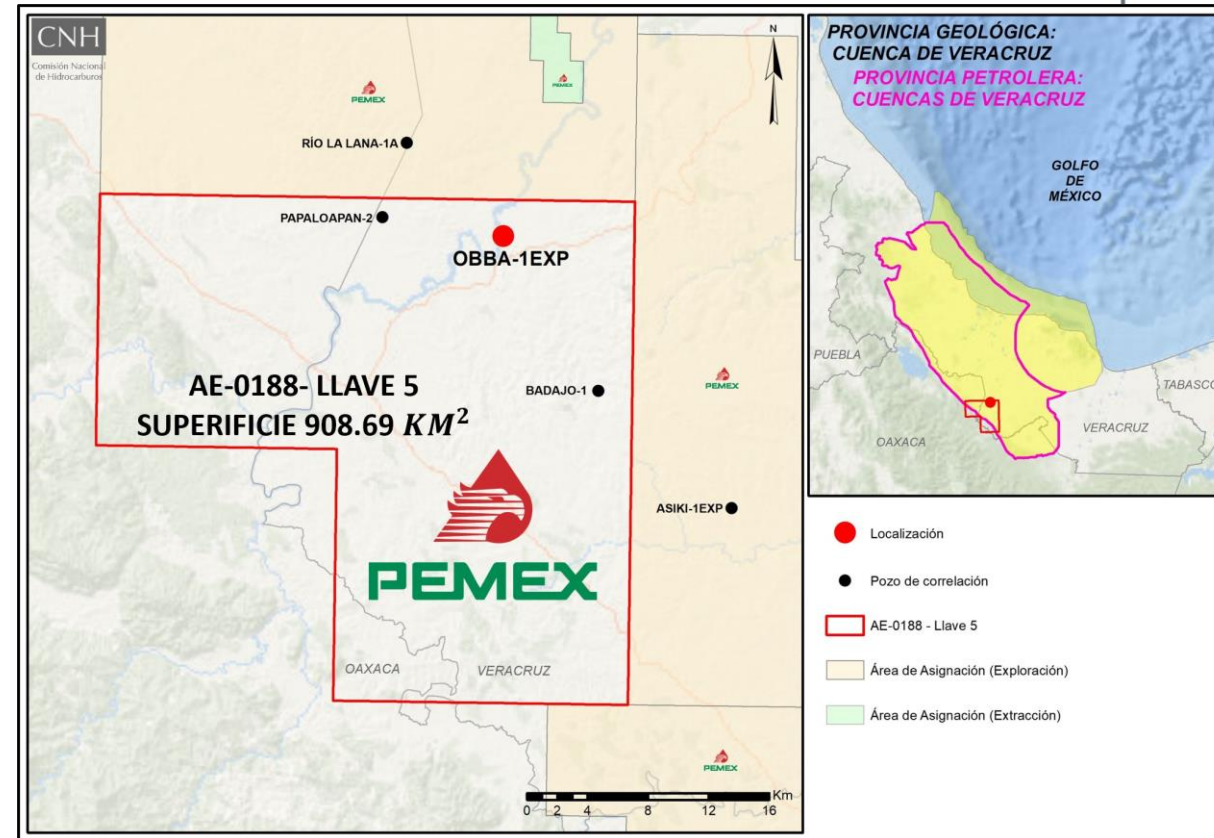 CNH
Comisión Nacional
de Hidrocarburos
PEMEX
PEMEX
N
RÍO LA LANA-1A
PAPALOAPAN-2
OBBA-1EXP
BADAJO-1
PEMEX
AE-0188- LLAVE 5
SUPERIFICIE 908.69 KM²
ASIKI-1EXP
PEMEX
OAXACA
VERACRUZ
PEMEX
Km
0 2 4 8 12 16
PROVINCIA GEOLÓGICA:
CUENCA DE VERACRUZ
PROVINCIA PETROLERA:
CUENCAS DE VERACRUZ
GOLFO
DE
MÉXICO
PUEBLA
TABASCO
VERACRUZ
OAXACA
Localización
Pozo de correlación
AE-0188 - Llave 5
Área de Asignación (Exploración)
Área de Asignación (Extracción)